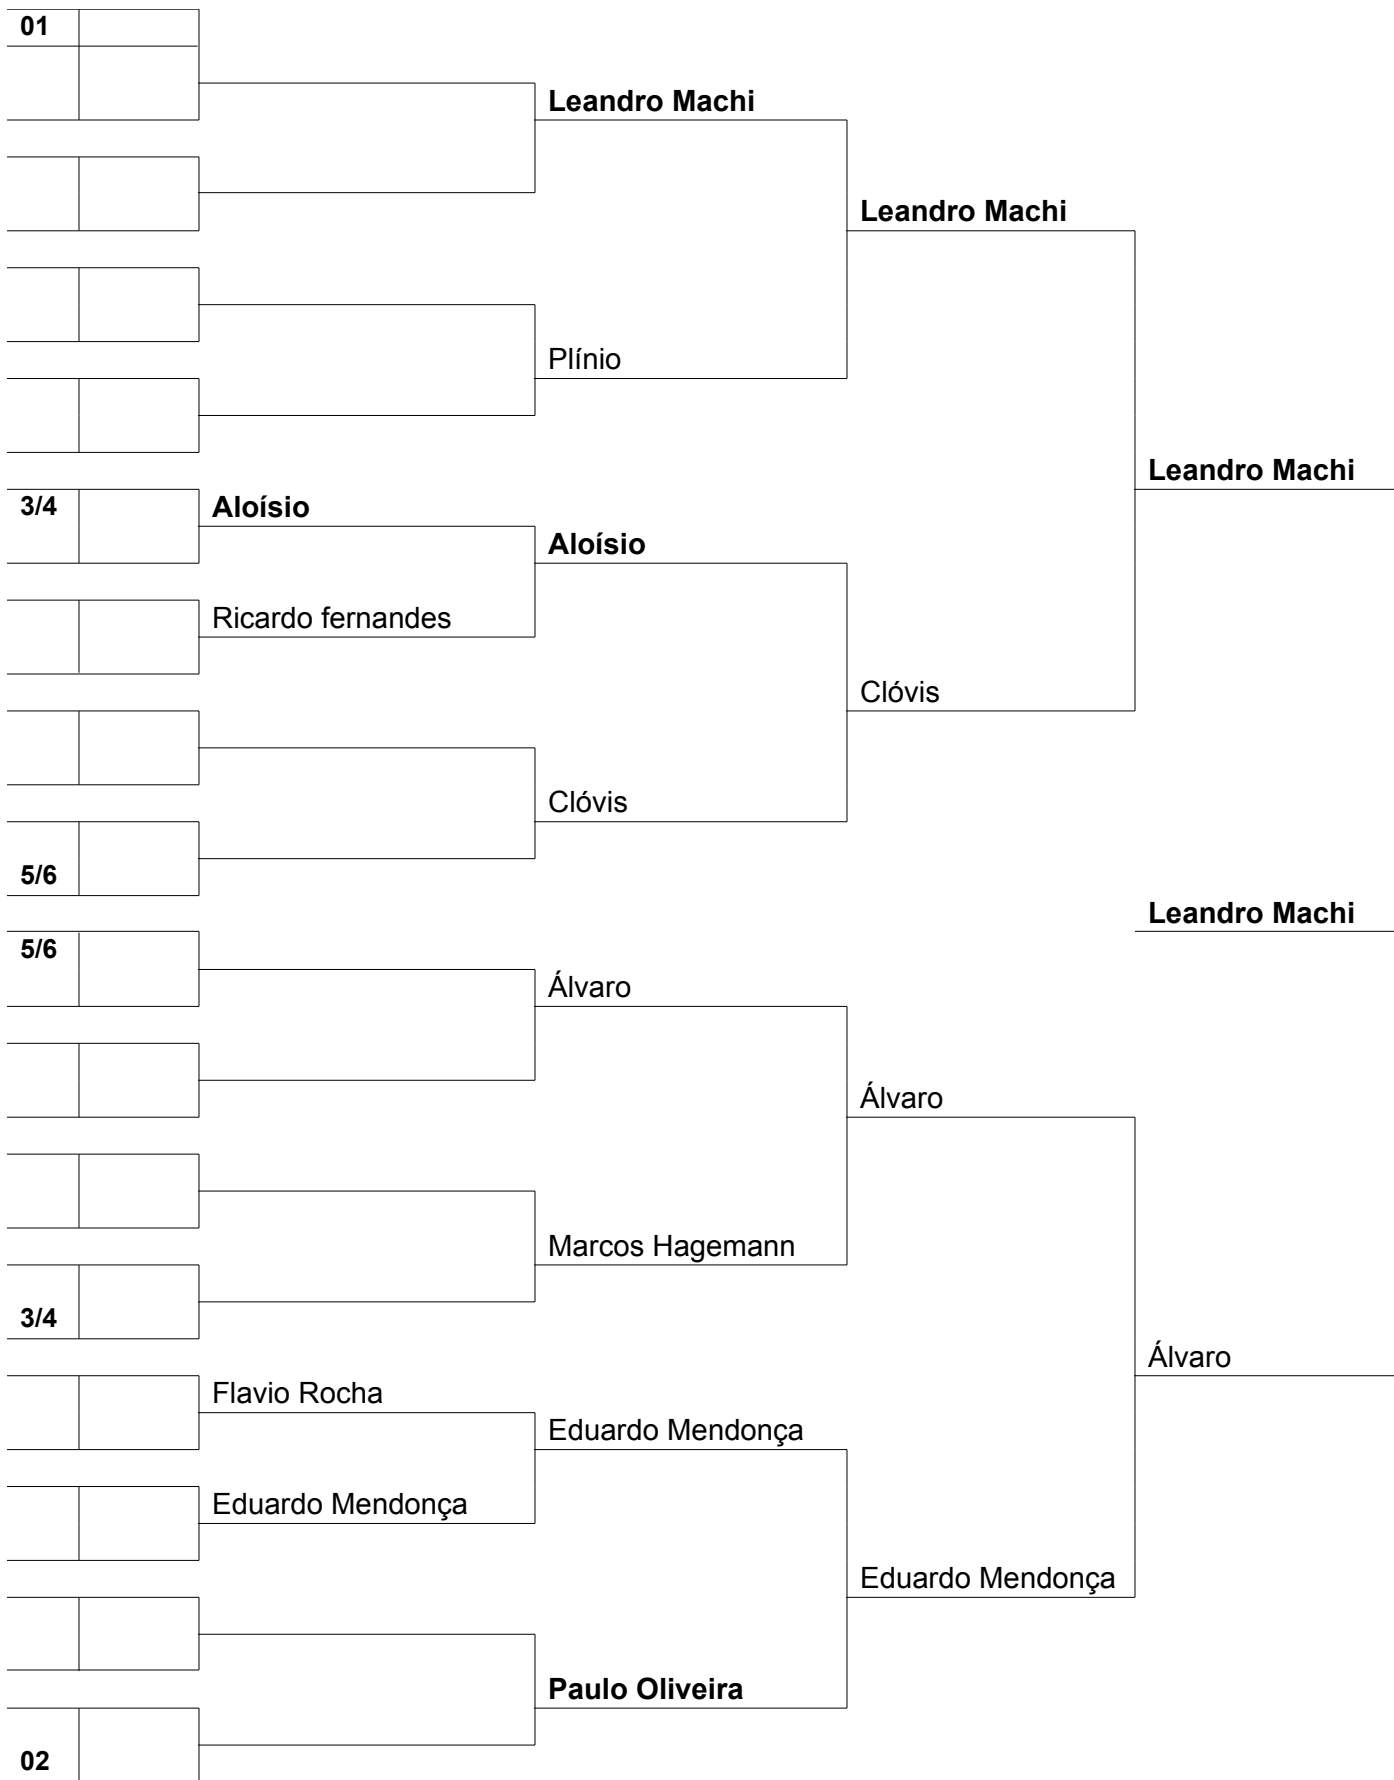 01
Leandro Machi
Leandro Machi
Plínio
Leandro Machi
3/4
Aloísio
Aloísio
Ricardo fernandes
Clóvis
Clóvis
5/6
Leandro Machi
5/6
Álvaro
Álvaro
Marcos Hagemann
3/4
Álvaro
Flavio Rocha
Eduardo Mendonça
Eduardo Mendonça
Eduardo Mendonça
Paulo Oliveira
02